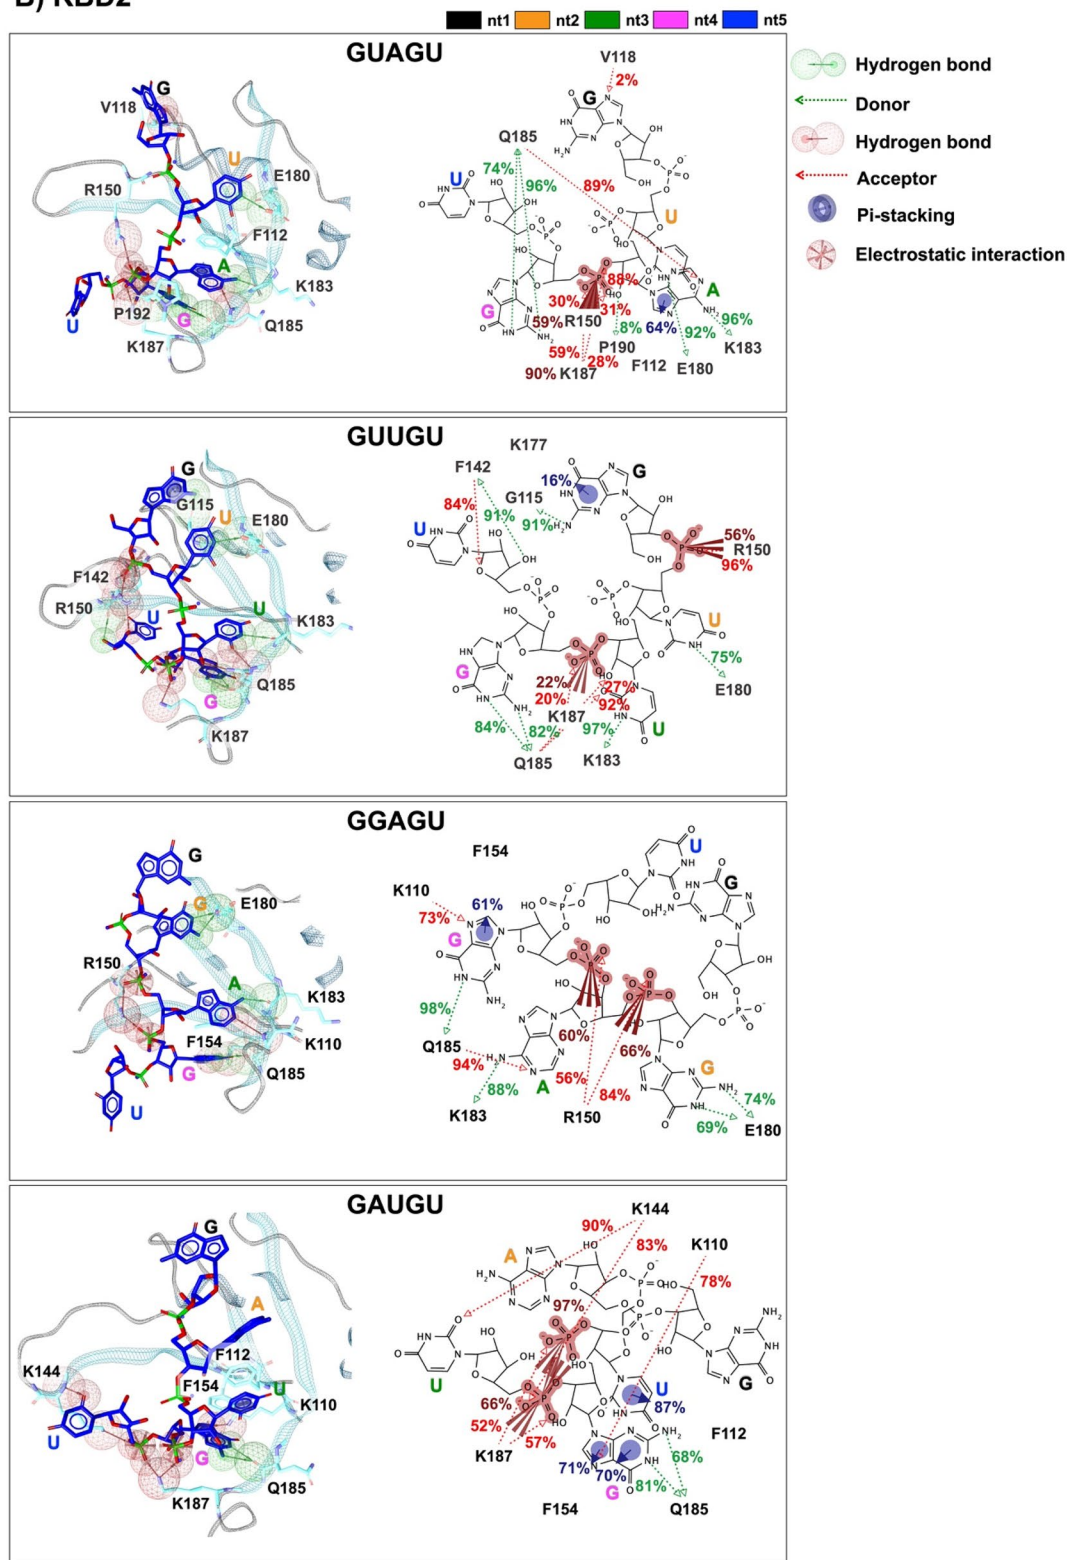 B) RBD2
nt1 nt2 nt3 nt4 nt5
Hydrogen bond
Donor
Hydrogen bond
Acceptor
Pi-stacking
Electrostatic interaction
GUAGU
G
V118
U
E180
R150
F112
A
K183
P192
G
U
Q185
K187
V118
2%
G
Q185
74%
96%
89%
U
U
88%
A
30%
31%
G
59%
R150
8%
64%
92%
96%
P190
K183
59%
28%
F112
E180
90%
K187
GUUGU
G
G115
U
E180
F142
R150
U
U
K183
Q185
G
K187
K177
F142
16%
G
G115
84%
91%
91%
U
56%
R150
96%
U
75%
E180
G
22%
27%
20%
92%
K187
84%
82%
97%
U
Q185
K183
GGAGU
G
G
E180
R150
A
K183
F154
K110
G
Q185
U
F154
U
K110
G
61%
73%
G
98%
60%
66%
Q185
94%
G
56%
88%
A
84%
74%
K183
R150
69%
E180
GAUGU
G
A
F112
K144
F154
U
K110
U
G
Q185
K187
K144
90%
83%
K110
A
78%
97%
U
U
G
66%
87%
52%
F112
K187
57%
68%
71%
70%
81%
G
F154
Q185